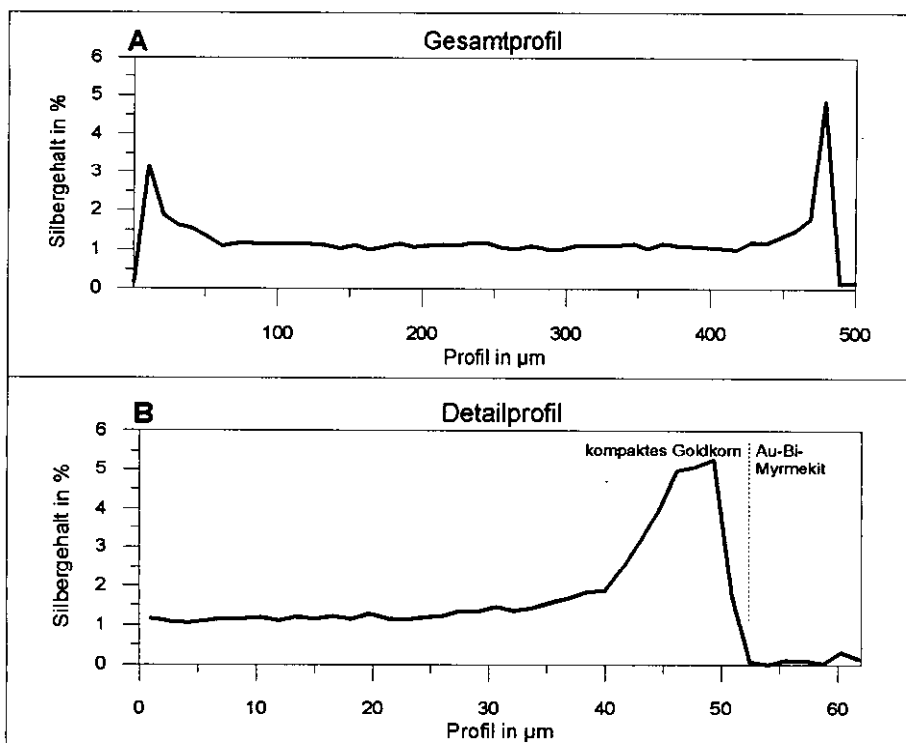 A
Gesamtprofil
Silbergehalt in %
6
5
4
3
2
1
0
100
200
300
400
500
Profil in µm
B
Detailprofil
Silbergehalt in %
6
5
4
3
2
1
0
kompaktes Goldkorn
Au-Bi-
Myrmekit
0
10
20
30
40
50
60
Profil in µm